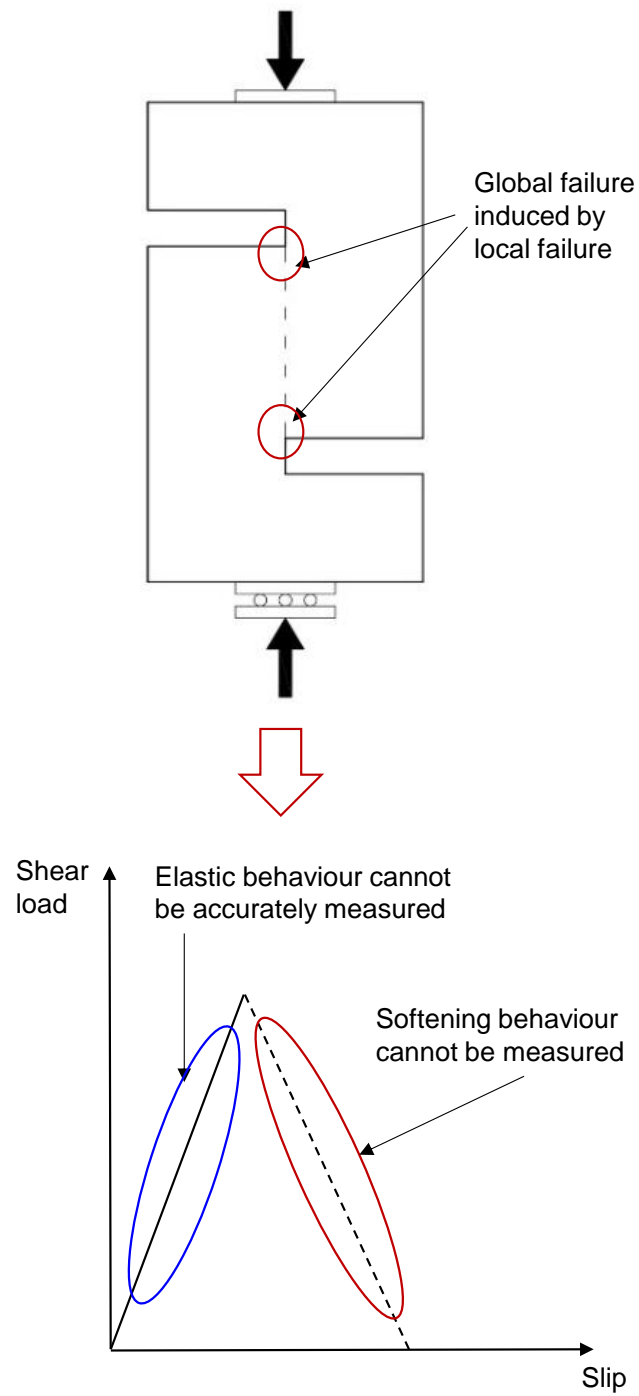 Global failure
induced by
local failure
Shear
load
Elastic behaviour cannot
be accurately measured
Softening behaviour
cannot be measured
Slip